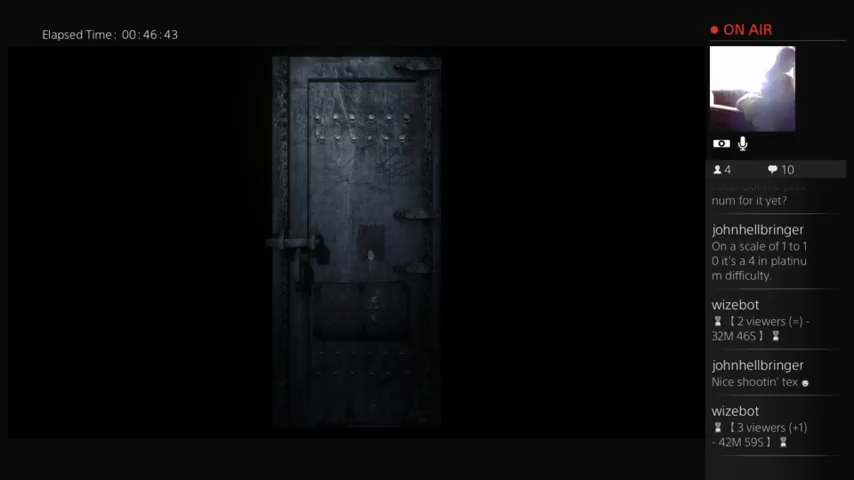 Elapsed Time: 00:46:43
ON AIR
4
10
num for it yet?
johnhellbringer
On a scale of 1 to 1
0 it's a 4 in platinu
m difficulty.
wizebot
⌛【2 viewers (=) -
32M 46S】⌛
johnhellbringer
Nice shootin' tex ☻
wizebot
⌛【3 viewers (+1)
- 42M 59S】⌛